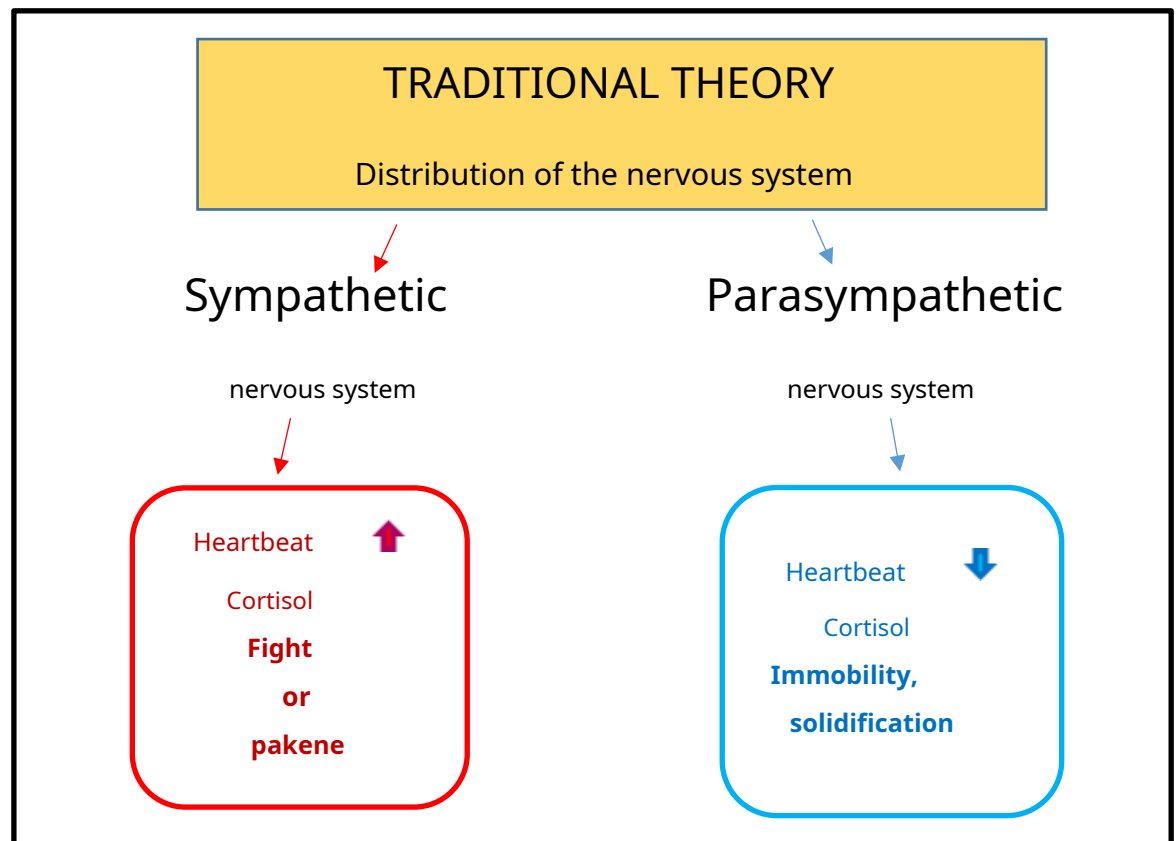 TRADITIONAL THEORY
Distribution of the nervous system
Sympathetic
nervous system
Heartbeat
Cortisol
Fight
or
pakene
Parasympathetic
nervous system
Heartbeat
Cortisol
Immobility,
solidification